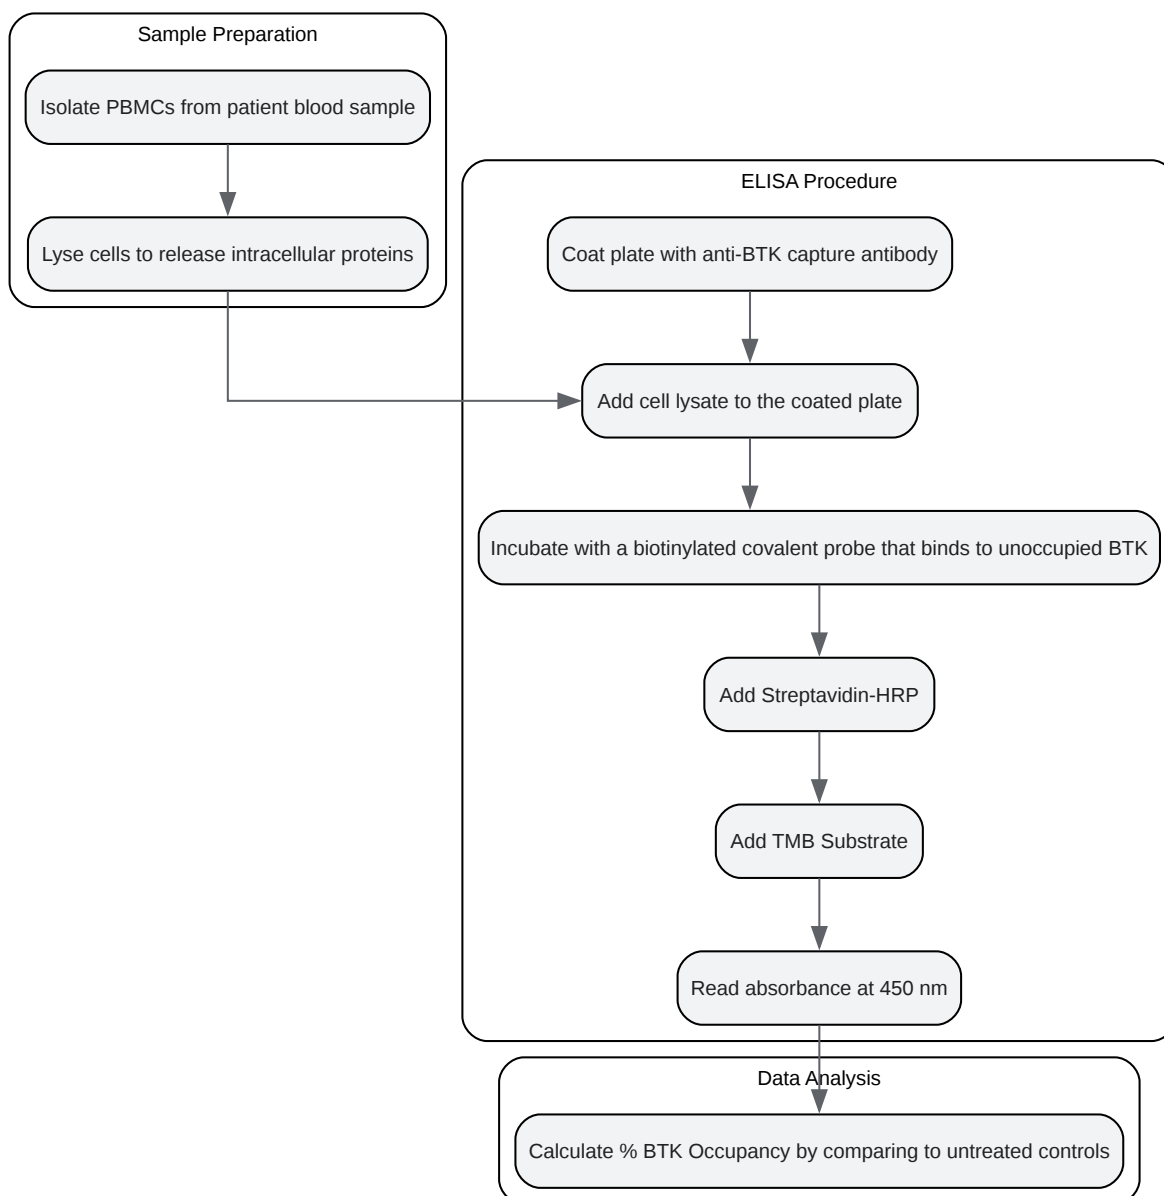 Sample Preparation
Isolate PBMCs from patient blood sample
Lyse cells to release intracellular proteins
ELISA Procedure
Coat plate with anti-BTK capture antibody
Add cell lysate to the coated plate
Incubate with a biotinylated covalent probe that binds to unoccupied BTK
Add Streptavidin-HRP
Add TMB Substrate
Read absorbance at 450 nm
Data Analysis
Calculate % BTK Occupancy by comparing to untreated controls